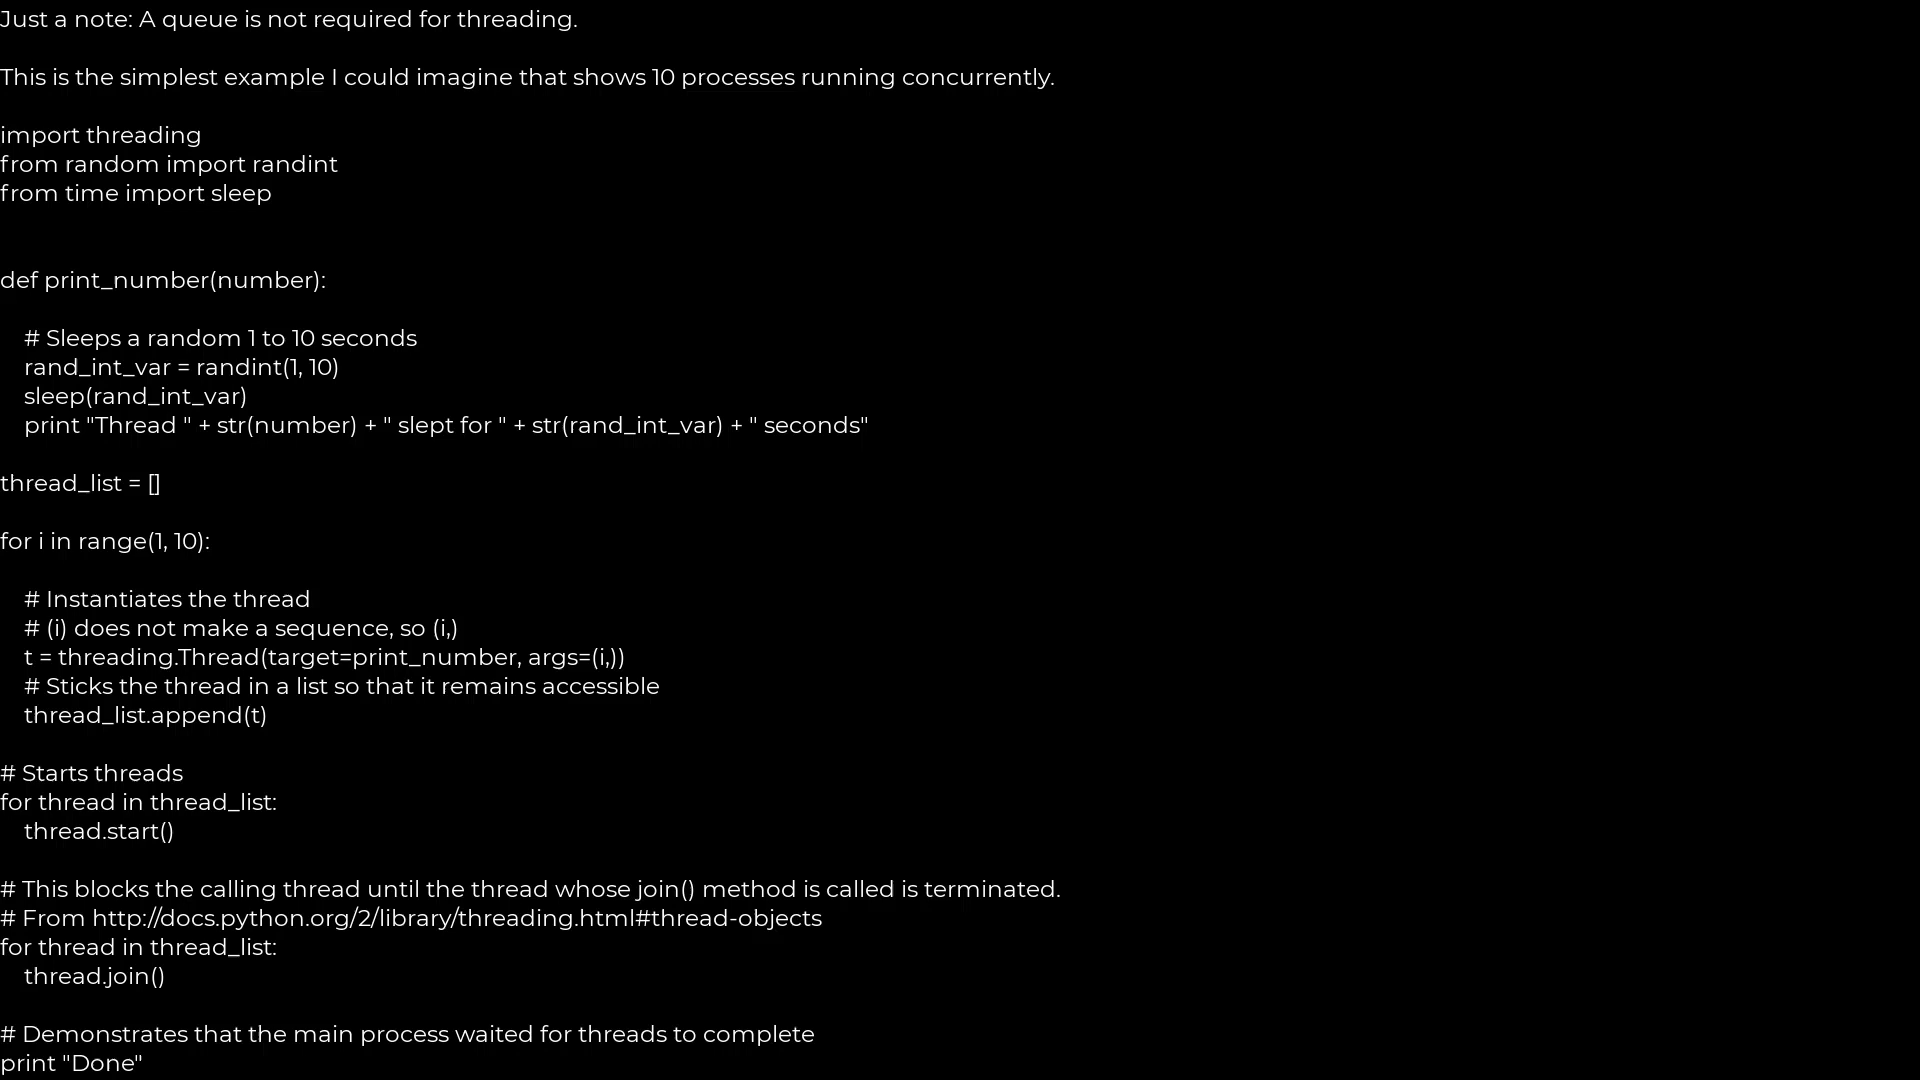 Just a note: A queue is not required for threading.
This is the simplest example I could imagine that shows 10 processes running concurrently.
import threading
from random import randint
from time import sleep
def print_number(number):
    # Sleeps a random 1 to 10 seconds
    rand_int_var = randint(1, 10)
    sleep(rand_int_var)
    print "Thread " + str(number) + " slept for " + str(rand_int_var) + " seconds"
thread_list = []
for i in range(1, 10):
    # Instantiates the thread
    # (i) does not make a sequence, so (i,)
    t = threading.Thread(target=print_number, args=(i,))
    # Sticks the thread in a list so that it remains accessible
    thread_list.append(t)
# Starts threads
for thread in thread_list:
    thread.start()
# This blocks the calling thread until the thread whose join() method is called is terminated.
# From http://docs.python.org/2/library/threading.html#thread-objects
for thread in thread_list:
    thread.join()
# Demonstrates that the main process waited for threads to complete
print "Done"